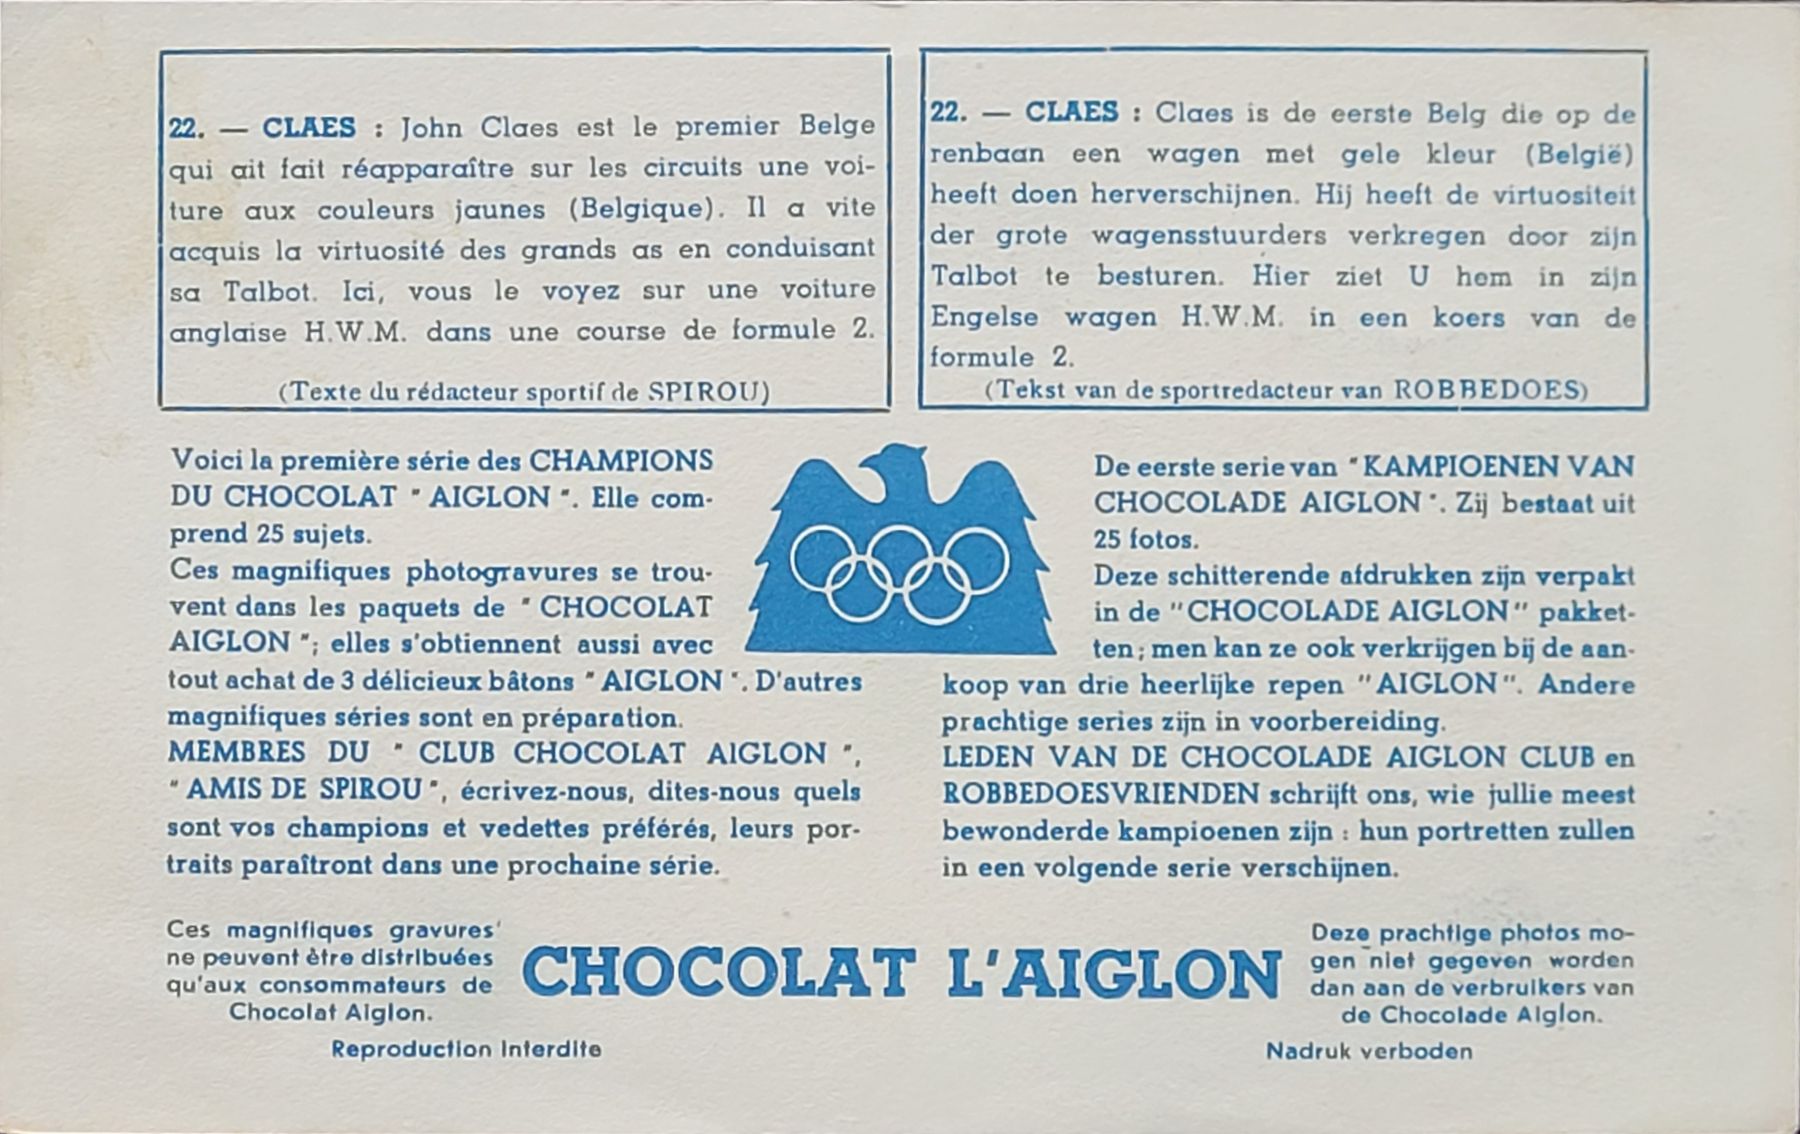 22. — CLAES : John Claes est le premier Belge
qui ait fait réapparaître sur les circuits une voi-
ture aux couleurs jaunes (Belgique). Il a vite
acquis la virtuosité des grands as en conduisant
sa Talbot. Ici, vous le voyez sur une voiture
anglaise H.W.M. dans une course de formule 2.
(Texte du rédacteur sportif de SPIROU)
22. — CLAES : Claes is de eerste Belg die op de
renbaan een wagen met gele kleur (België)
heeft doen herverschijnen. Hij heeft de virtuositeit
der grote wagensstuurders verkregen door zijn
Talbot te besturen. Hier ziet U hem in zijn
Engelse wagen H.W.M. in een koers van de
formule 2.
(Tekst van de sportredacteur van ROBBEDOES)
Voici la première série des CHAMPIONS
DU CHOCOLAT " AIGLON ". Elle com-
prend 25 sujets.
Ces magnifiques photogravures se trou-
vent dans les paquets de " CHOCOLAT
AIGLON "; elles s'obtiennent aussi avec
tout achat de 3 délicieux bâtons " AIGLON ". D'autres
magnifiques séries sont en préparation.
MEMBRES DU " CLUB CHOCOLAT AIGLON ",
" AMIS DE SPIROU ", écrivez-nous, dites-nous quels
sont vos champions et vedettes préférés, leurs por-
traits paraîtront dans une prochaine série.
De eerste serie van "KAMPIOENEN VAN
CHOCOLADE AIGLON". Zij bestaat uit
25 fotos.
Deze schitterende afdrukken zijn verpakt
in de "CHOCOLADE AIGLON" pakket-
ten; men kan ze ook verkrijgen bij de aan-
koop van drie heerlijke repen "AIGLON". Andere
prachtige series zijn in voorbereiding.
LEDEN VAN DE CHOCOLADE AIGLON CLUB en
ROBBEDOESVRIENDEN schrijft ons, wie jullie meest
bewonderde kampioenen zijn : hun portretten zullen
in een volgende serie verschijnen.
Ces magnifiques gravures
ne peuvent être distribuées
qu'aux consommateurs de
Chocolat Aiglon.
Reproduction interdite
CHOCOLAT L'AIGLON
Deze prachtige photos mo-
gen niet gegeven worden
dan aan de verbruikers van
de Chocolade Aiglon.
Nadruk verboden